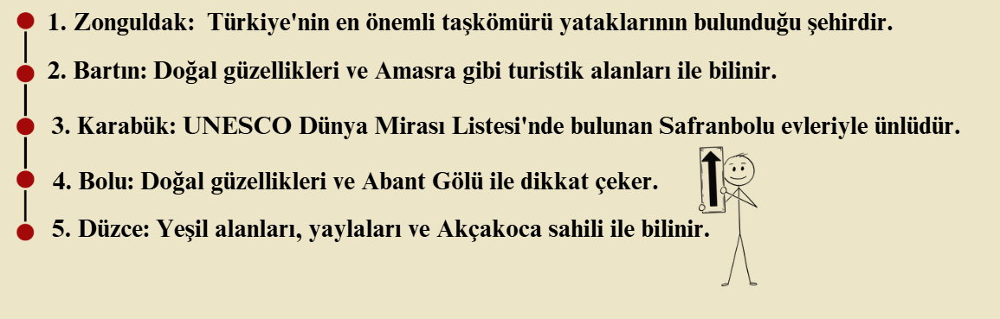 1. Zonguldak: Türkiye'nin en önemli taşkömürü yataklarının bulunduğu şehirdir.
2. Bartın: Doğal güzellikleri ve Amasra gibi turistik alanları ile bilinir.
3. Karabük: UNESCO Dünya Mirası Listesi'nde bulunan Safranbolu evleriyle ünlüdür.
4. Bolu: Doğal güzellikleri ve Abant Gölü ile dikkat çeker.
5. Düzce: Yeşil alanları, yaylaları ve Akçakoca sahili ile bilinir.